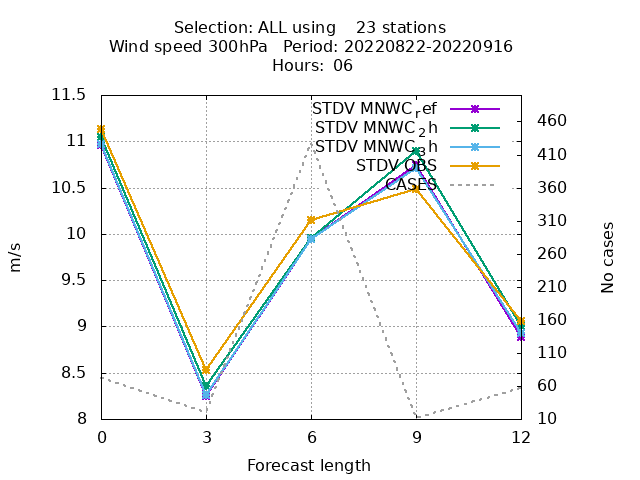 Selection: ALL using    23 stations
Wind speed 300hPa   Period: 20220822-20220916
Hours:  06
STDV MNWC_ref
STDV MNWC_2h
STDV MNWC_3h
STDV OBS
CASES
11.5
11
10.5
10
9.5
9
8.5
8
460
410
360
310
260
210
160
110
60
10
m/s
No cases
0 3 6 9 12
Forecast length